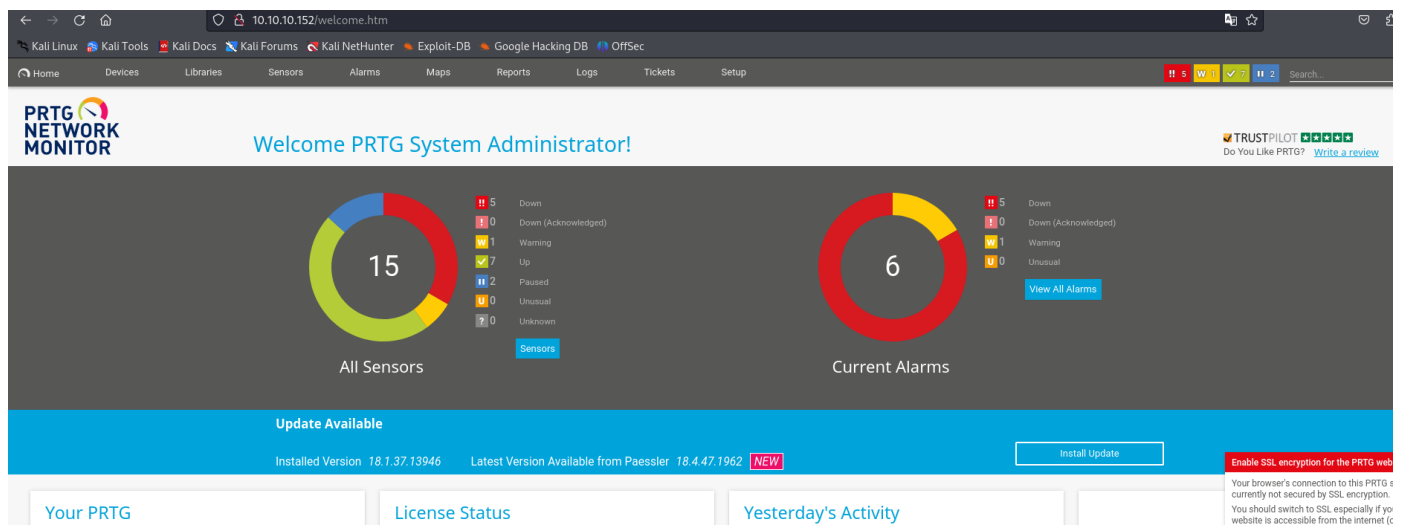 10.10.10.152/welcome.htm
Kali Linux Kali Tools Kali Docs Kali Forums Kali NetHunter Exploit-DB Google Hacking DB OffSec
Home Devices Libraries Sensors Alarms Maps Reports Logs Tickets Setup !! 5 W 1 7 II 2 Search...
PRTG
NETWORK
MONITOR
Welcome PRTG System Administrator!
TRUSTPILOT
Do You Like PRTG? Write a review
15
!! 5 Down
! 0 Down (Acknowledged)
W 1 Warning
7 Up
II 2 Paused
U 0 Unusual
? 0 Unknown
Sensors
All Sensors
6
!! 5 Down
! 0 Down (Acknowledged)
W 1 Warning
U 0 Unusual
View All Alarms
Current Alarms
Update Available
Installed Version 18.1.37.13946 Latest Version Available from Paessler 18.4.47.1962 NEW
Install Update
Enable SSL encryption for the PRTG web
Your browser's connection to this PRTG s
currently not secured by SSL encryption.
You should switch to SSL especially if yo
website is accessible from the internet (o
Your PRTG
License Status
Yesterday's Activity